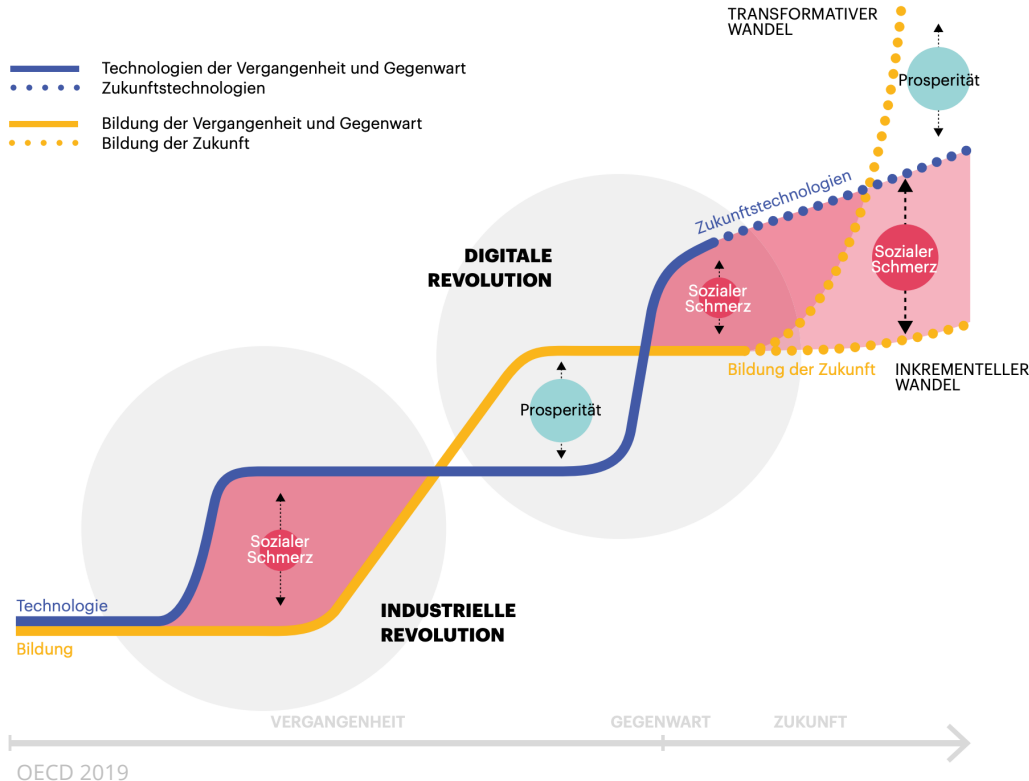 TRANSFORMATIVER
WANDEL
Technologien der Vergangenheit und Gegenwart
Zukunftstechnologien
Prosperität
Bildung der Vergangenheit und Gegenwart
Bildung der Zukunft
Zukunftstechnologien
DIGITALE
REVOLUTION
Sozialer
Schmerz
Sozialer
Schmerz
Bildung der Zukunft
INKREMENTELLER
WANDEL
Prosperität
Sozialer
Schmerz
Technologie
INDUSTRIELLE
REVOLUTION
Bildung
VERGANGENHEIT
GEGENWART
ZUKUNFT
OECD 2019